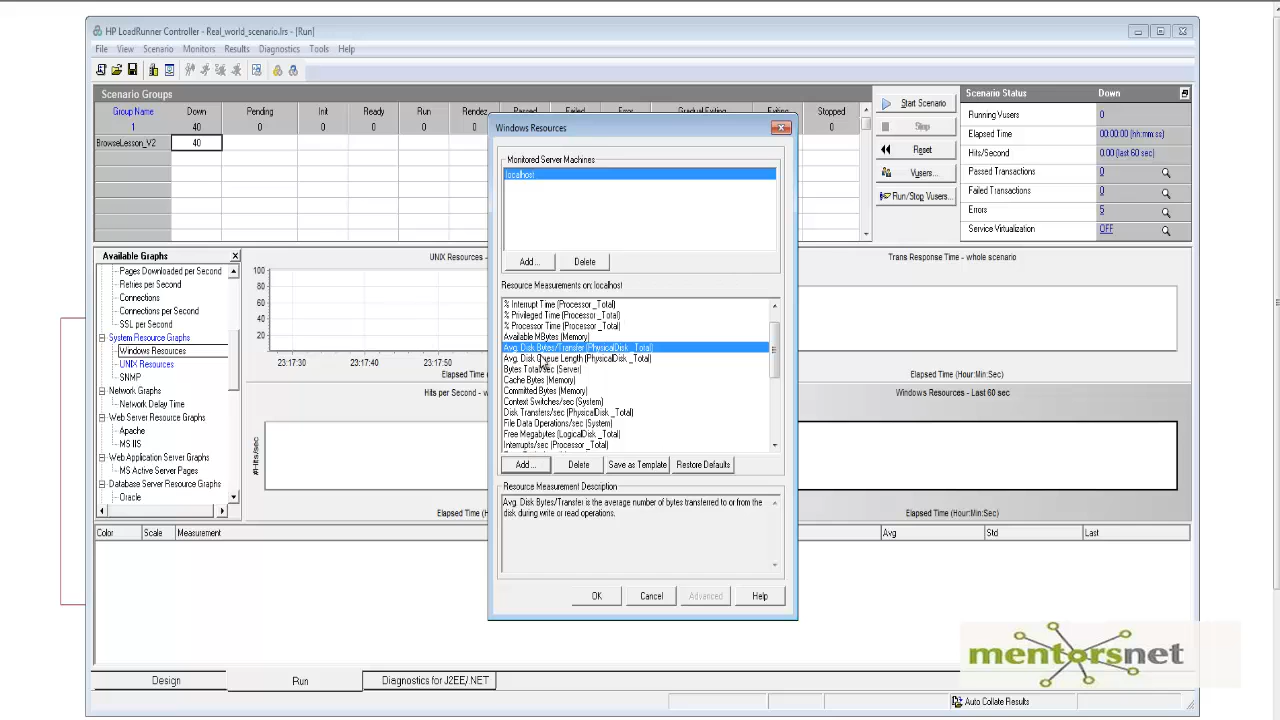 HP LoadRunner Controller - Real_world_scenario.lrs - [Run]
File View Scenario Monitors Results Diagnostics Tools Help
Scenario Groups
Group Name Down Pending Init Ready Run Rendez Passed Failed Error Gradual Exiting Exiting Stopped
1 40 0 0 0 0 0
BrowseLesson_V2 40
Start Scenario
Stop
Reset
Vusers...
Run/Stop Vusers...
Scenario Status Down
Running Vusers 0
Elapsed Time 00:00:00 (hh:mm:ss)
Hits/Second 0.00 (last 60 sec)
Passed Transactions 0
Failed Transactions 0
Errors 5
Service Virtualization OFF
Available Graphs
Pages Downloaded per Second
Retries per Second
Connections
Connections per Second
SSL per Second
System Resource Graphs
Windows Resources
UNIX Resources
SNMP
Network Graphs
Network Delay Time
Web Server Resource Graphs
Apache
MS IIS
Web Application Server Graphs
MS Active Server Pages
Database Server Resource Graphs
Oracle
UNIX Resources -
100
80
60
40
20
23:17:30 23:17:40 23:17:50
Elapsed Time
Hits per Second - w
#Hits/sec
Elapsed Time
Trans Response Time - whole scenario
Elapsed Time (Hour:Min:Sec)
Windows Resources - Last 60 sec
Elapsed Time (Hour:Min:Sec)
Windows Resources
Monitored Server Machines
localhost
Add... Delete
Resource Measurements on: localhost
% Interrupt Time (Processor _Total)
% Privileged Time (Processor _Total)
% Processor Time (Processor _Total)
Available MBytes (Memory)
Avg. Disk Bytes/Transfer (PhysicalDisk _Total)
Avg. Disk Queue Length (PhysicalDisk _Total)
Bytes Total/sec (Server)
Cache Bytes (Memory)
Committed Bytes (Memory)
Context Switches/sec (System)
Disk Transfers/sec (PhysicalDisk _Total)
File Data Operations/sec (System)
Free Megabytes (LogicalDisk _Total)
Interrupts/sec (Processor _Total)
Add... Delete Save as Template Restore Defaults
Resource Measurement Description
Avg. Disk Bytes/Transfer is the average number of bytes transferred to or from the
disk during write or read operations.
OK Cancel Advanced Help
Color Scale Measurement Avg Std Last
mentorsnet
Design Run Diagnostics for J2EE/.NET
Auto Collate Results